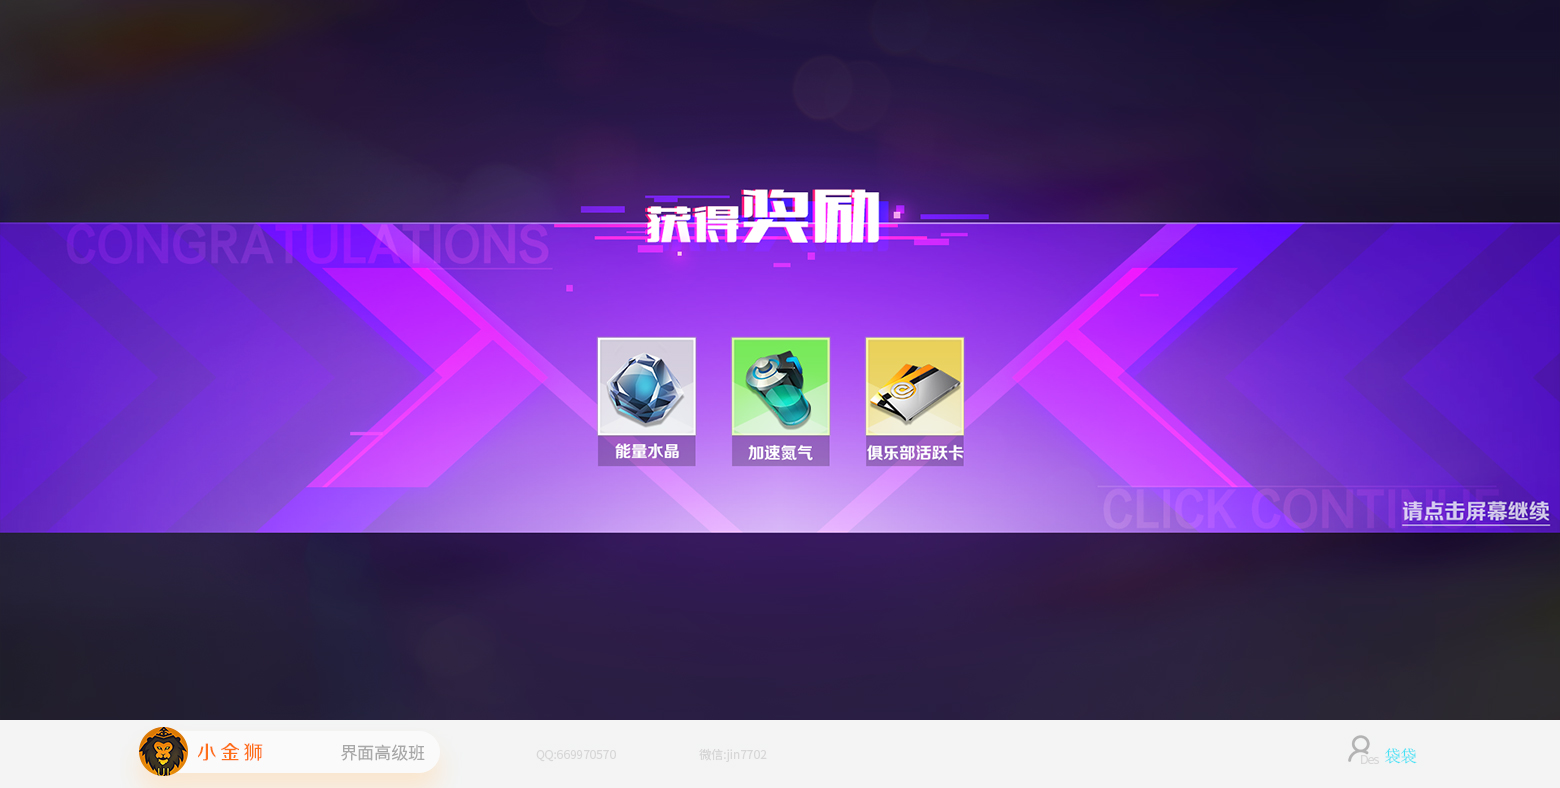 获得奖励
CONGRATULATIONS
能量水晶
加速氮气
俱乐部活跃卡
CLICK CONTINUE
请点击屏幕继续
小金狮
界面高级班
QQ:669970570
微信:jin7702
Des 袋袋